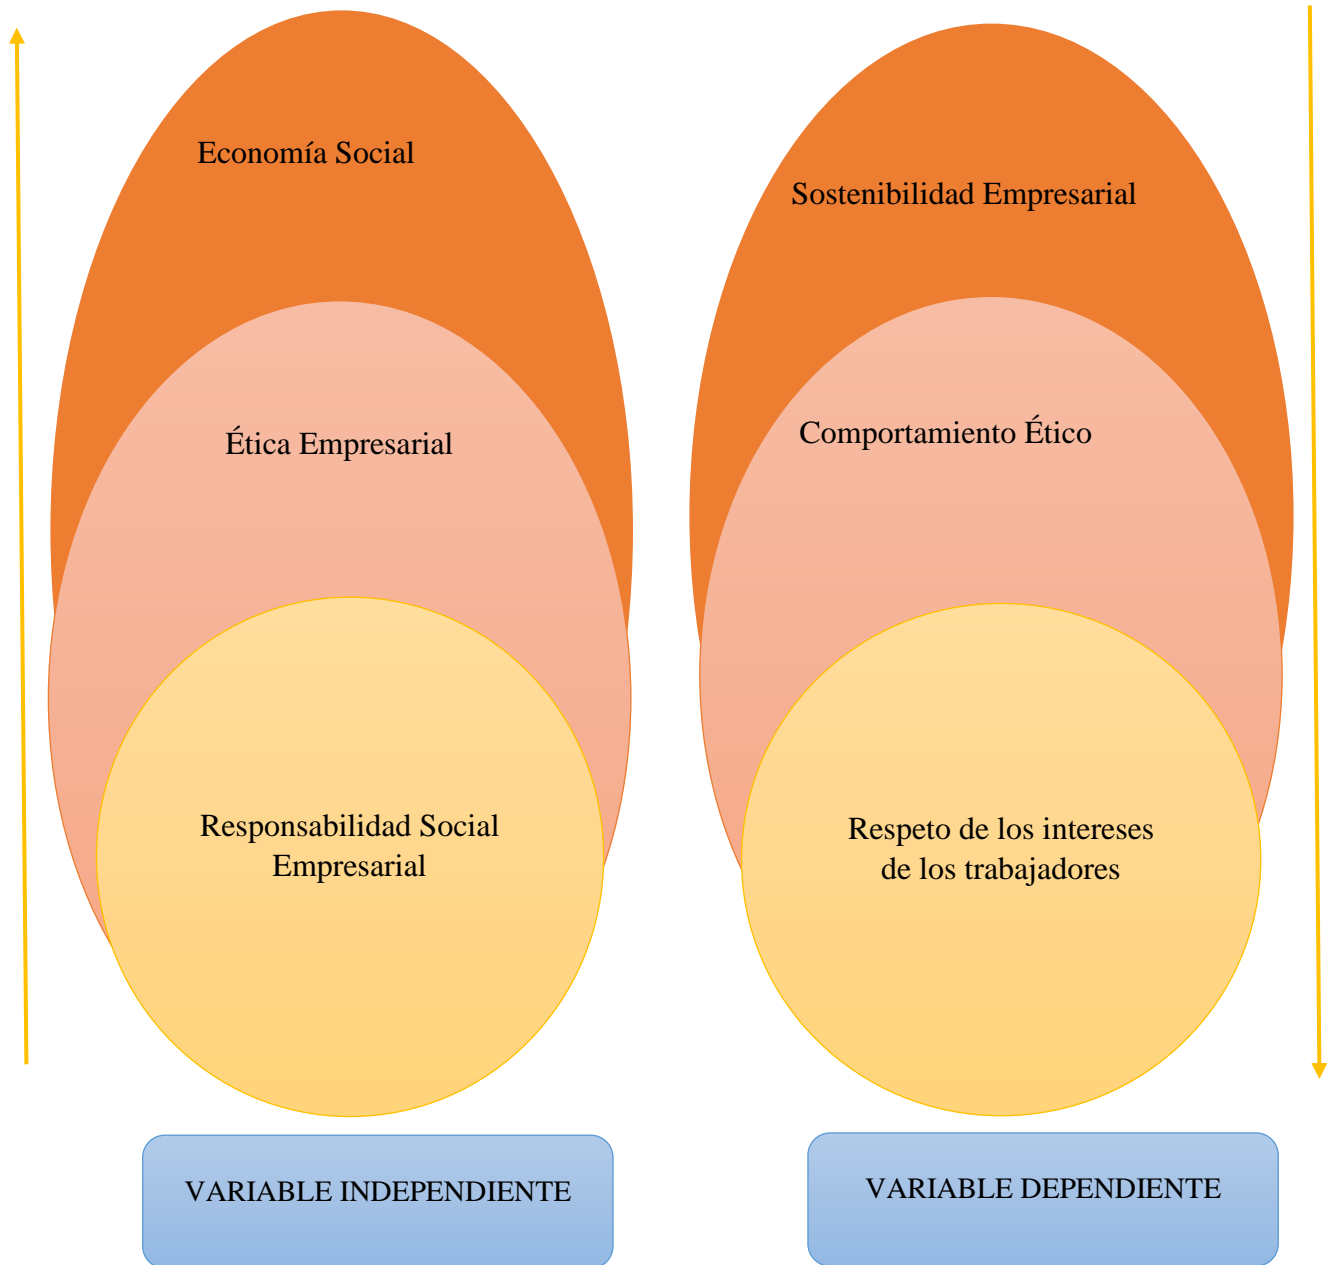 Economía Social
Ética Empresarial
Responsabilidad Social
Empresarial
VARIABLE INDEPENDIENTE
Sostenibilidad Empresarial
Comportamiento Ético
Respeto de los intereses
de los trabajadores
VARIABLE DEPENDIENTE